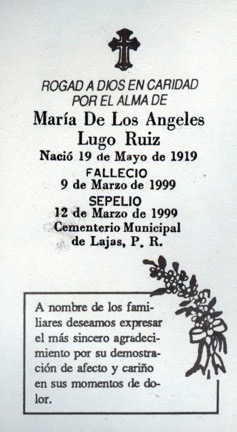 ROGAD A DIOS EN CARIDAD
POR EL ALMA DE
María De Los Angeles
Lugo Ruiz
Nació 19 de Mayo de 1919
FALLECIO
9 de Marzo de 1999
SEPELIO
12 de Marzo de 1999
Cementerio Municipal
de Lajas, P. R.
A nombre de los fami-
liares deseamos expresar
el más sincero agradeci-
miento por su demostra-
ción de afecto y cariño
en sus momentos de do-
lor.